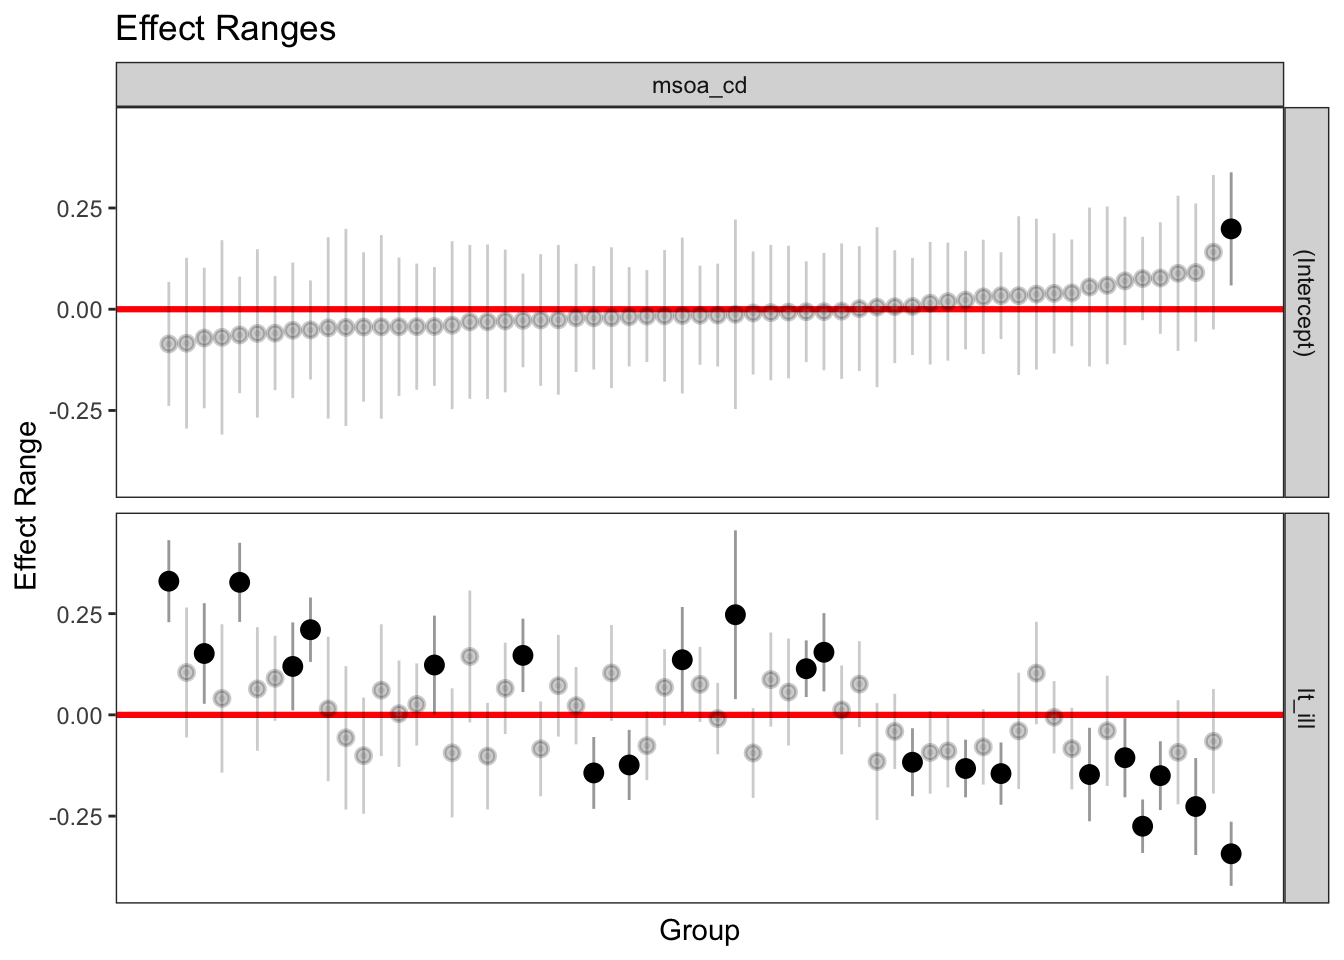 Effect Ranges
msoa_cd
0.25
0.00
-0.25
(Intercept)
Effect Range
0.25
0.00
-0.25
lt_ill
Group